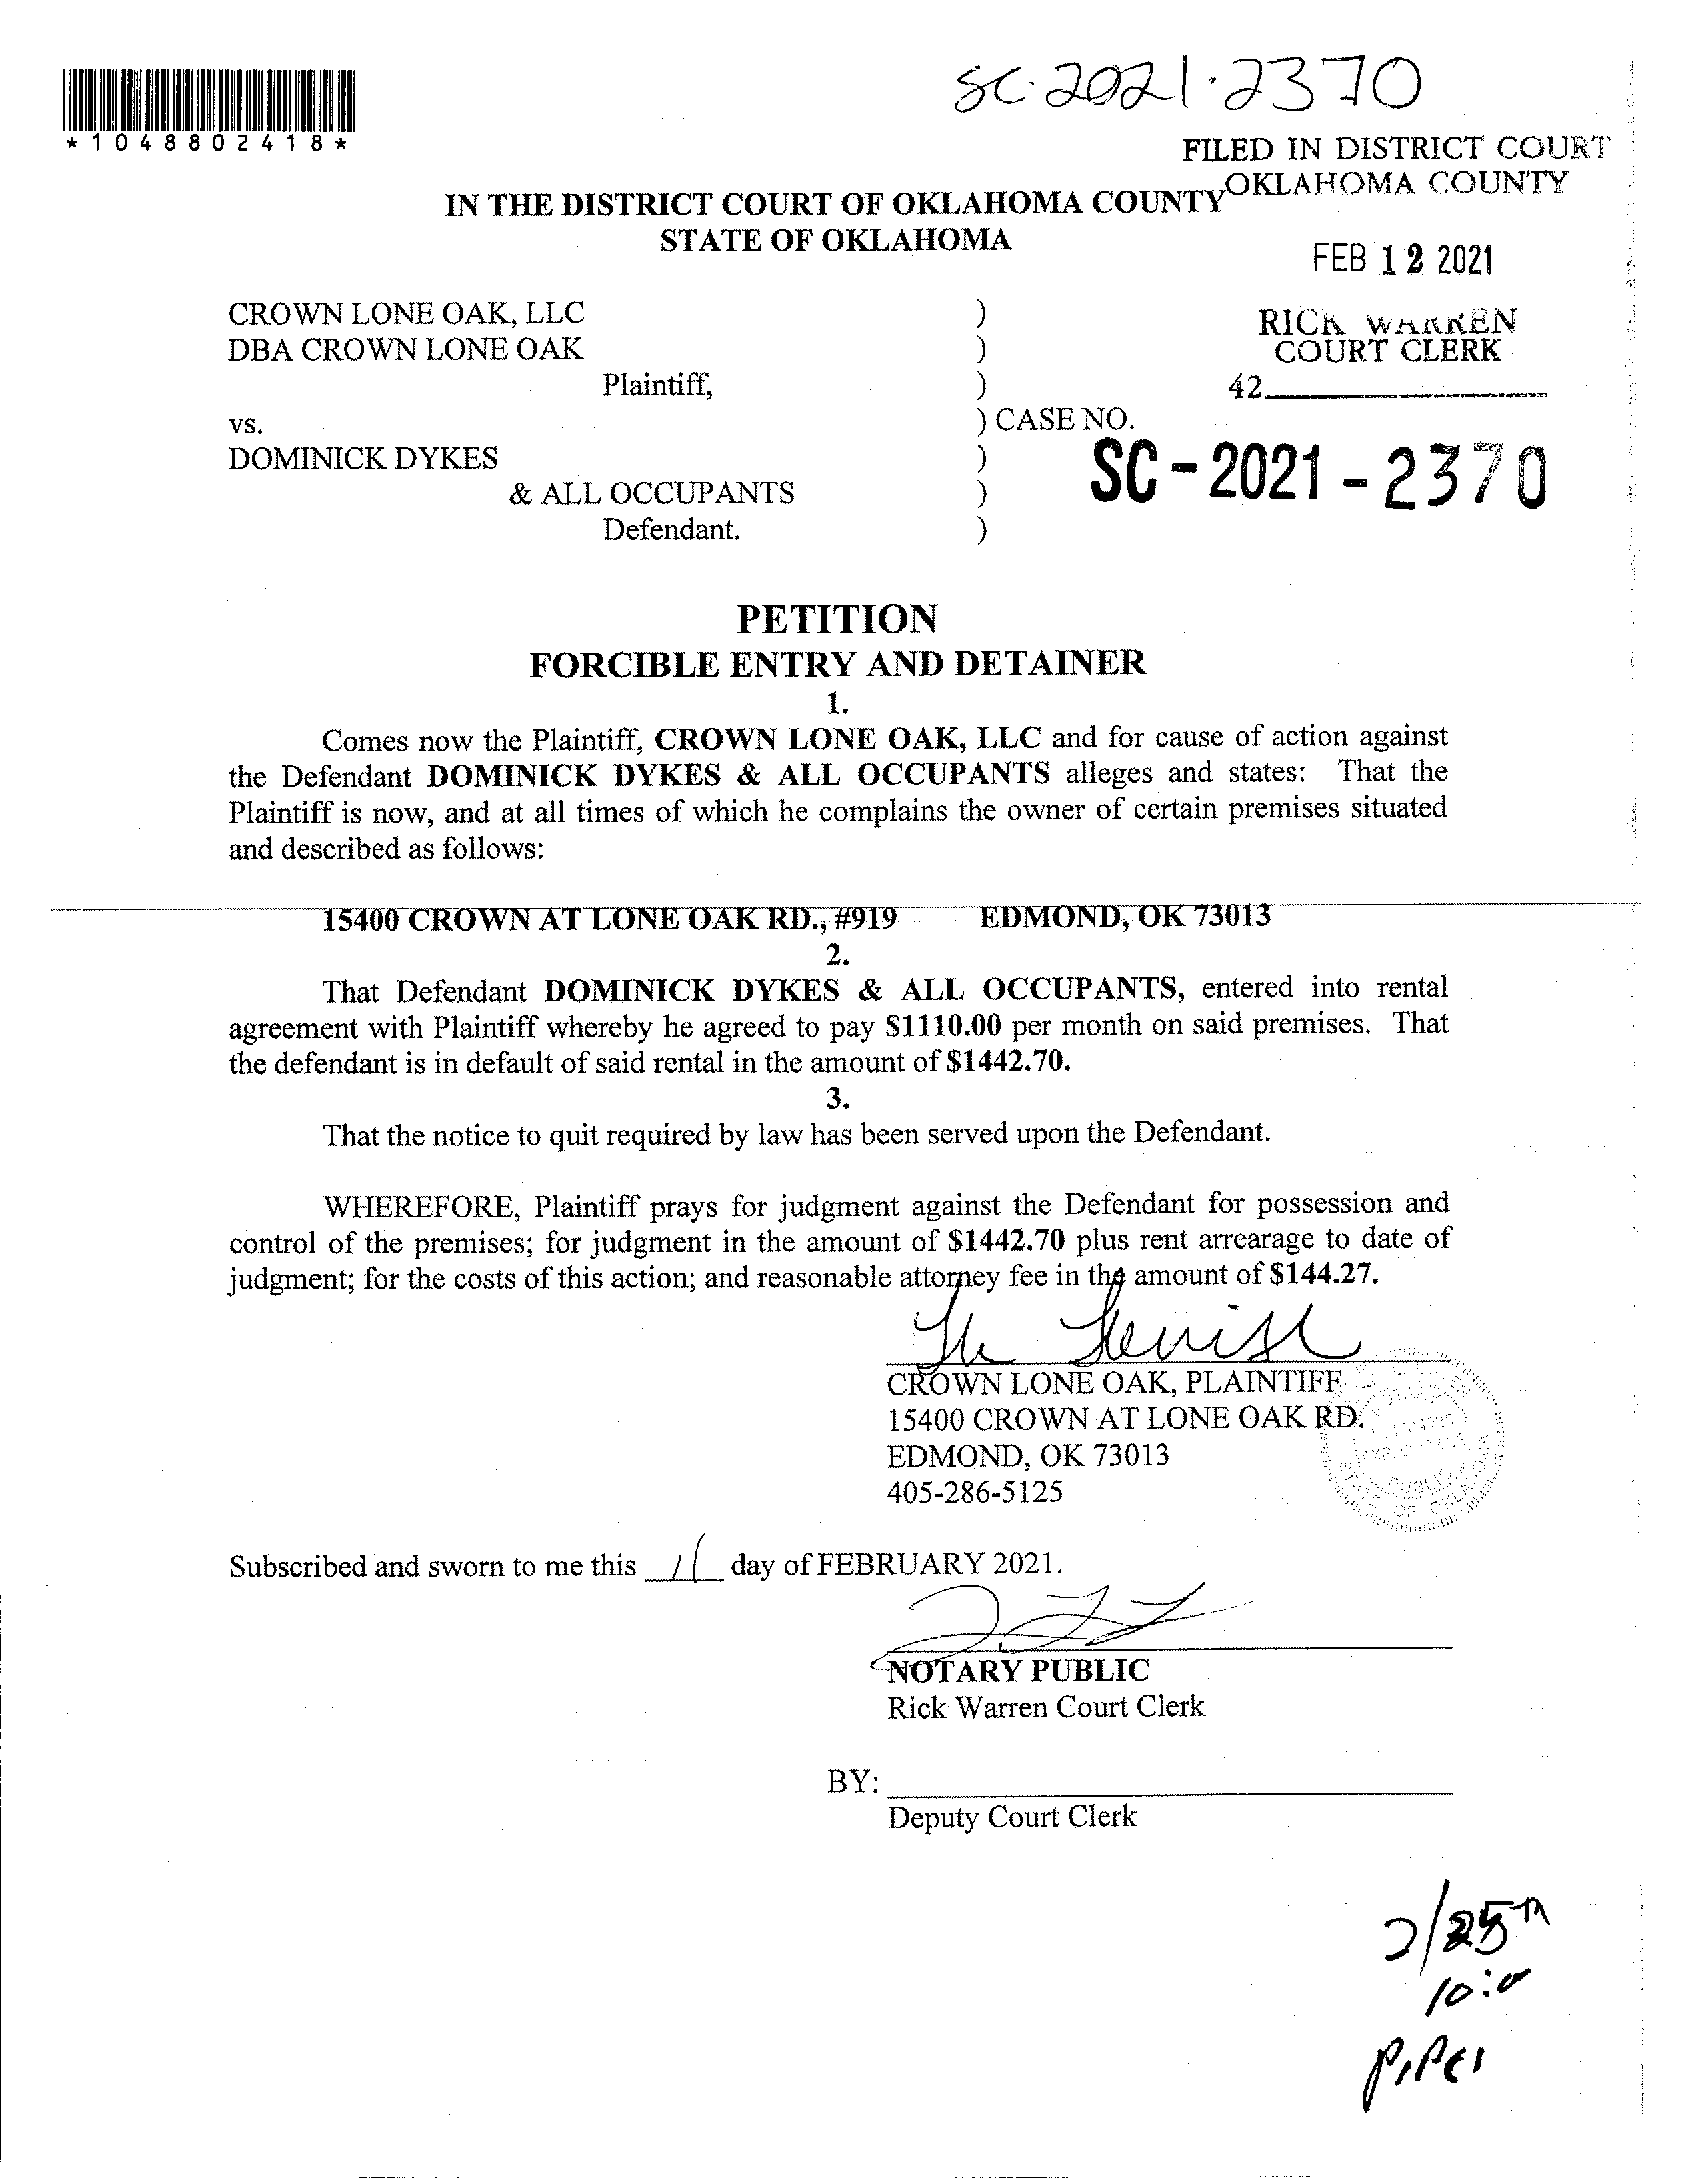 SC-2021-2370
*1048802418*
FILED IN DISTRICT COURT
OKLAHOMA COUNTY
IN THE DISTRICT COURT OF OKLAHOMA COUNTY
STATE OF OKLAHOMA
FEB 12 2021
RICK WARREN
COURT CLERK
42
CROWN LONE OAK, LLC )
DBA CROWN LONE OAK )
Plaintiff, )
vs. ) CASE NO.
DOMINICK DYKES ) SC-2021-2370
& ALL OCCUPANTS )
Defendant. )
PETITION
FORCIBLE ENTRY AND DETAINER
1.
Comes now the Plaintiff, CROWN LONE OAK, LLC and for cause of action against
the Defendant DOMINICK DYKES & ALL OCCUPANTS alleges and states: That the
Plaintiff is now, and at all times of which he complains the owner of certain premises situated
and described as follows:
15400 CROWN AT LONE OAK RD., #919 EDMOND, OK 73013
2.
That Defendant DOMINICK DYKES & ALL OCCUPANTS, entered into rental
agreement with Plaintiff whereby he agreed to pay $1110.00 per month on said premises. That
the defendant is in default of said rental in the amount of $1442.70.
3.
That the notice to quit required by law has been served upon the Defendant.
WHEREFORE, Plaintiff prays for judgment against the Defendant for possession and
control of the premises; for judgment in the amount of $1442.70 plus rent arrearage to date of
judgment; for the costs of this action; and reasonable attorney fee in the amount of $144.27.
CROWN LONE OAK, PLAINTIFF
15400 CROWN AT LONE OAK RD.
EDMOND, OK 73013
405-286-5125
Subscribed and sworn to me this 11 day of FEBRUARY 2021.
NOTARY PUBLIC
Rick Warren Court Clerk
BY:
Deputy Court Clerk
2/25th
10:0